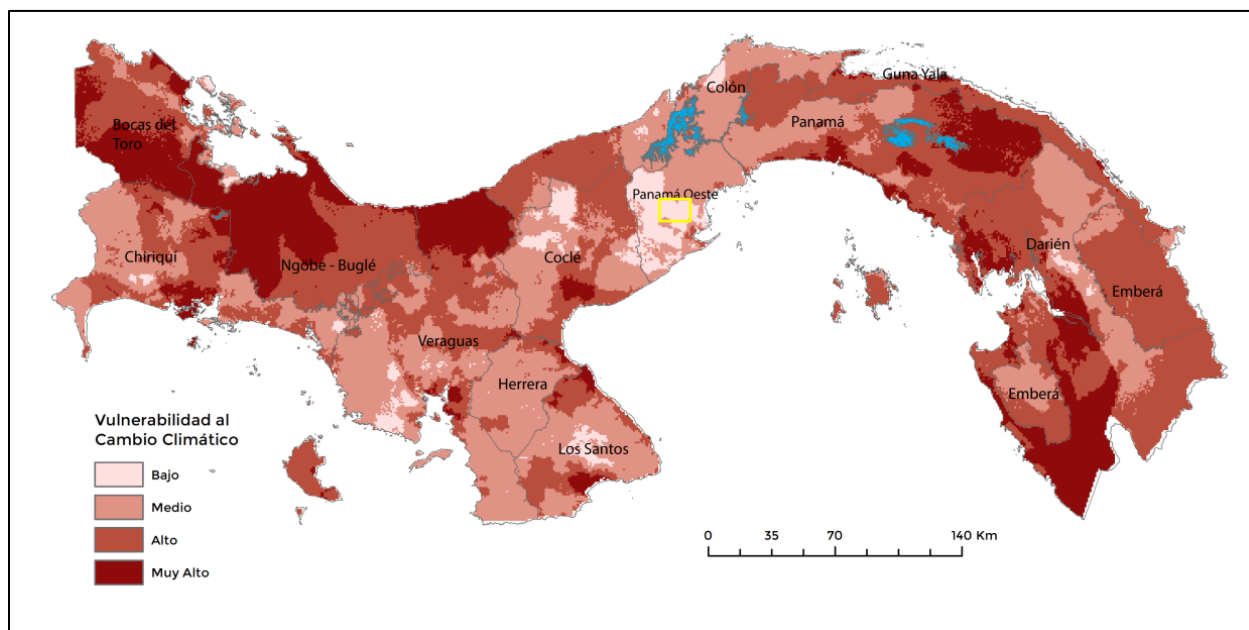 Guna Yala
Colón
Panamá
Bocas del
Toro
Panamá Oeste
Chiriquí
Ngöbe - Buglé
Coclé
Darién
Emberá
Veraguas
Herrera
Emberá
Los Santos
Vulnerabilidad al
Cambio Climático
Bajo
Medio
Alto
Muy Alto
0 35 70 140 Km